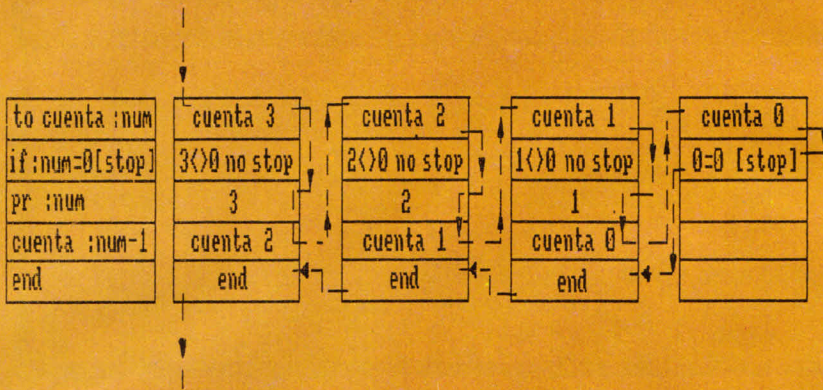 to cuenta :num
if:num=0[stop]
pr :num
cuenta :num-1
end
cuenta 3
3<>0 no stop
3
cuenta 2
end
cuenta 2
2<>0 no stop
2
cuenta 1
end
cuenta 1
1<>0 no stop
1
cuenta 0
end
cuenta 0
0=0 [stop]